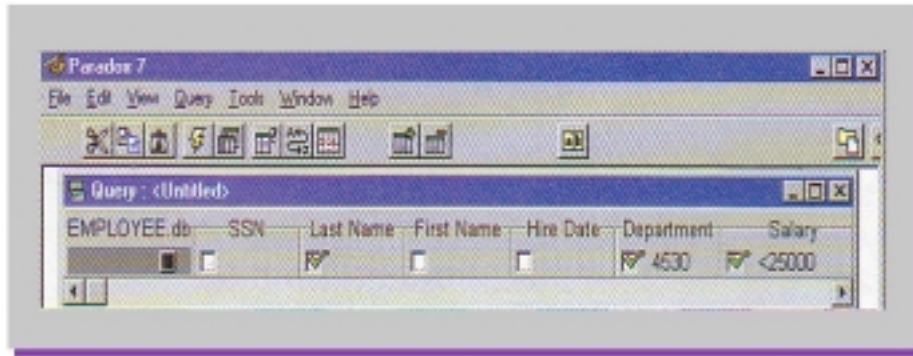 Paradox 7
File Edit View Query Tools Window Help
Query : <Untitled>
EMPLOYEE.db SSN Last Name First Name Hire Date Department Salary
4530 <25000